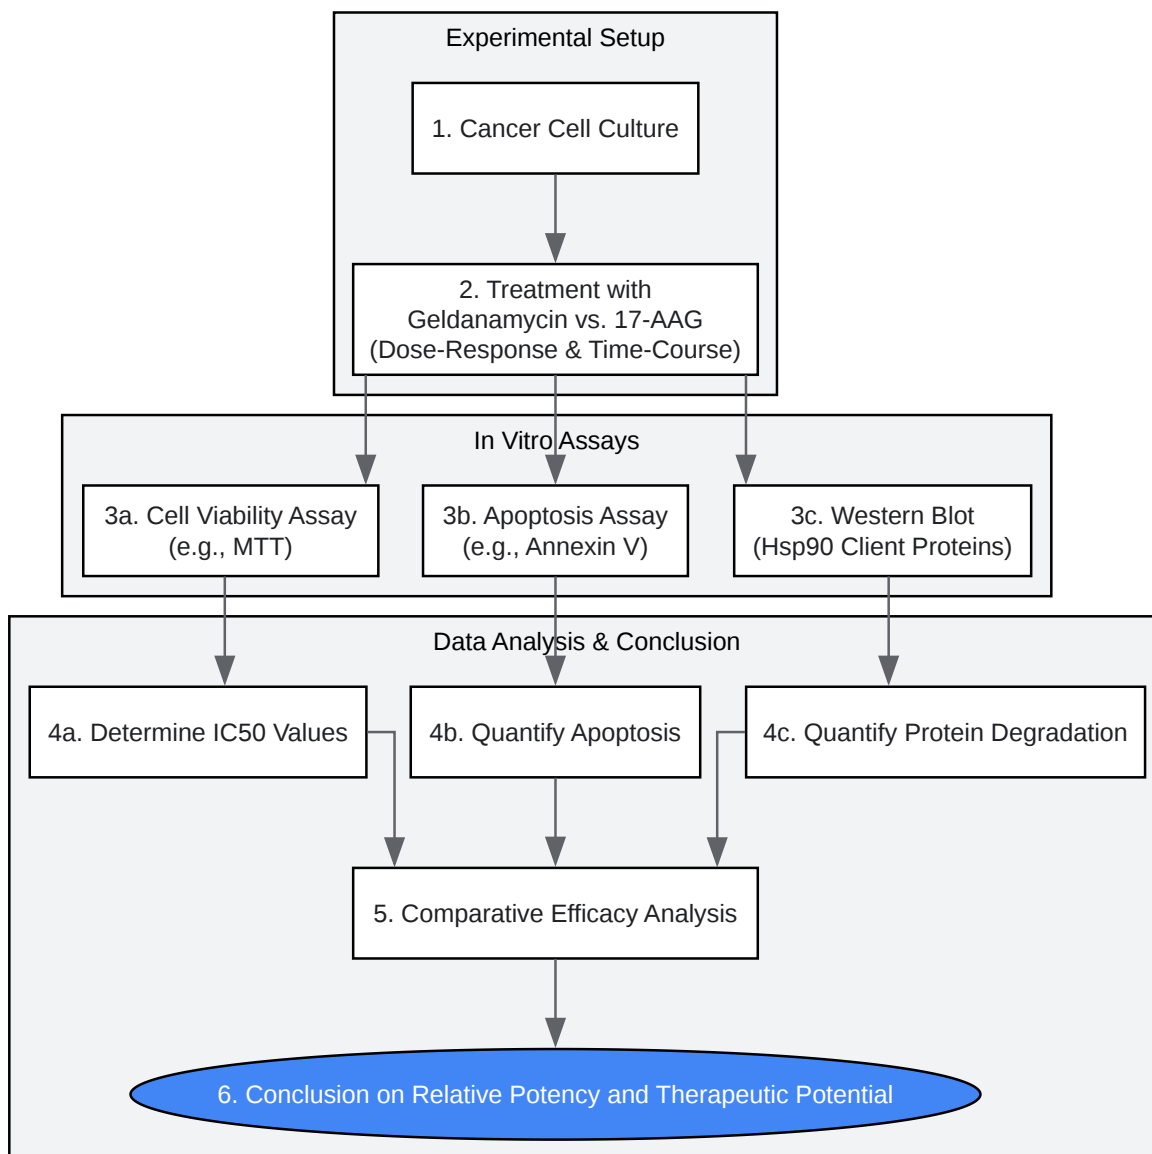 Experimental Setup
1. Cancer Cell Culture
2. Treatment with
Geldanamycin vs. 17-AAG
(Dose-Response & Time-Course)
In Vitro Assays
3a. Cell Viability Assay
(e.g., MTT)
3b. Apoptosis Assay
(e.g., Annexin V)
3c. Western Blot
(Hsp90 Client Proteins)
Data Analysis & Conclusion
4a. Determine IC50 Values
4b. Quantify Apoptosis
4c. Quantify Protein Degradation
5. Comparative Efficacy Analysis
6. Conclusion on Relative Potency and Therapeutic Potential